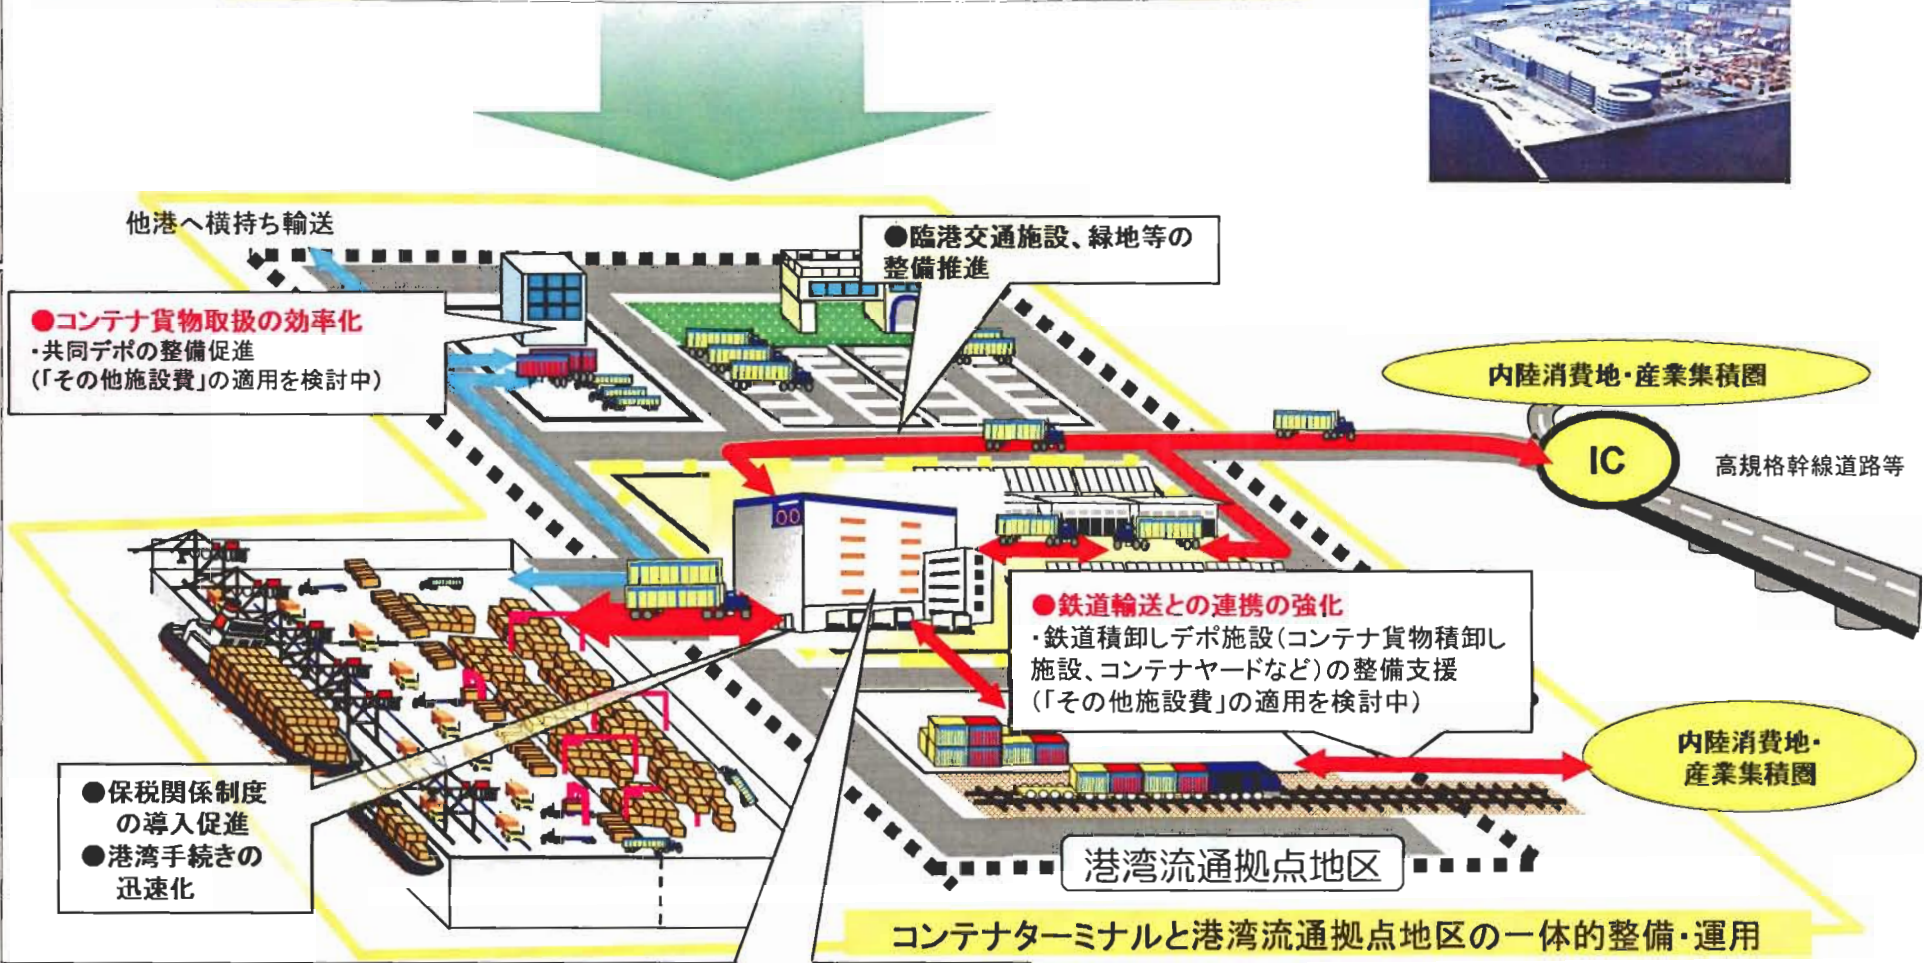 他港へ横持ち輸送
●臨港交通施設、緑地等の
整備推進
●コンテナ貨物取扱の効率化
・共同デポの整備促進
(「その他施設費」の適用を検討中)
内陸消費地・産業集積圏
IC
高規格幹線道路等
00
●鉄道輸送との連携の強化
・鉄道積卸しデポ施設(コンテナ貨物積卸し
施設、コンテナヤードなど)の整備支援
(「その他施設費」の適用を検討中)
内陸消費地・
産業集積圏
●保税関係制度
の導入促進
●港湾手続きの
迅速化
港湾流通拠点地区
コンテナターミナルと港湾流通拠点地区の一体的整備・運用